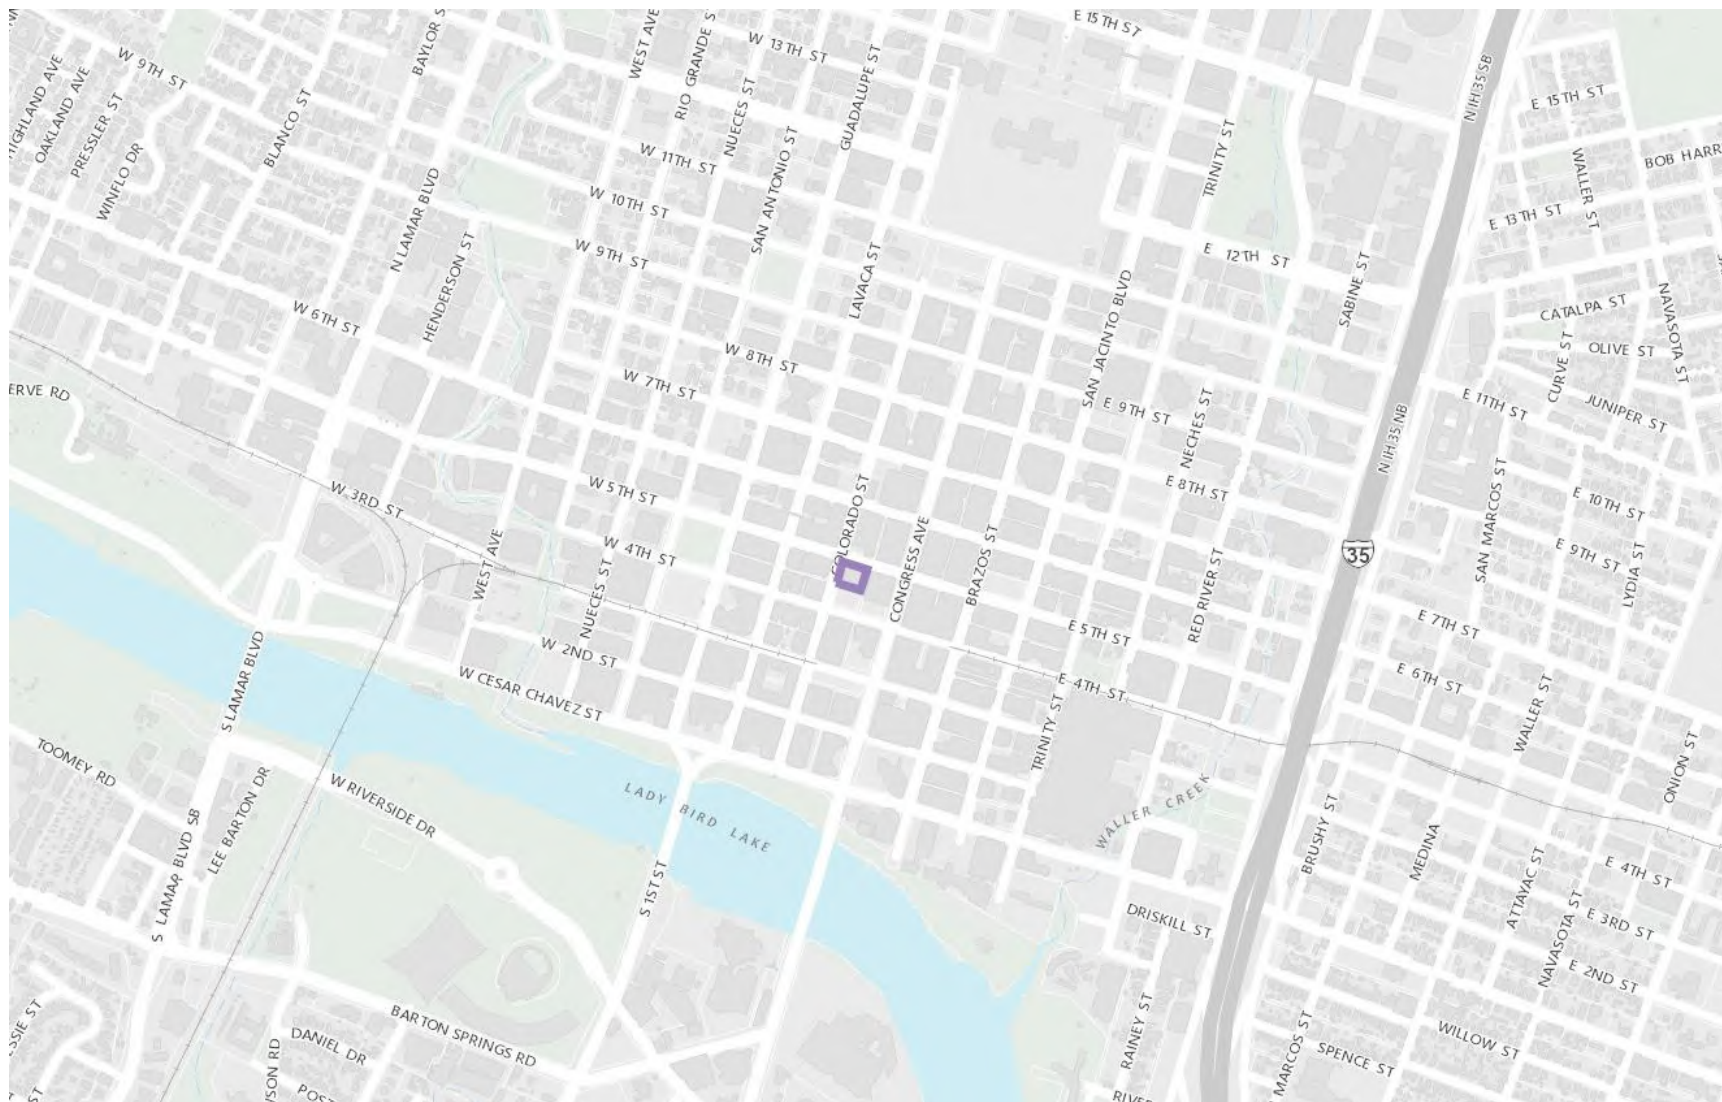 E 15TH ST
W 13TH ST
W 9TH ST
BAYLOR S
WEST AVE
RIO GRANDE S
NUECES ST
GUADALUPE ST
N IH 35 SB
E 15TH ST
HIGHLAND AVE
OAKLAND AVE
PRESSLER ST
WINFLO DR
BLANCO ST
N LAMAR BLVD
W 11TH ST
SAN ANTONIO ST
TRINITY ST
WALLER ST
BOB HARR
W 10TH ST
E 13TH ST
HENDERSON ST
W 9TH ST
LAVACA ST
E 12TH ST
SABINE ST
W 6TH ST
SAN JACINTO BLVD
CATALPA ST
NAVASOTA ST
W 8TH ST
OLIVE ST
CURVE ST
ERVE RD
W 7TH ST
E 9TH ST
NECHES ST
N IH 35 NB
E 11TH ST
JUNIPER ST
W 3RD ST
W 5TH ST
COLORADO ST
E 8TH ST
E 10TH ST
SAN MARCOS ST
W 4TH ST
WEST AVE
NUECES ST
CONGRESS AVE
BRAZOS ST
RED RIVER ST
35
E 9TH ST
LYDIA ST
S LAMAR BLVD
W 2ND ST
E 5TH ST
E 7TH ST
W CESAR CHAVEZ ST
E 4TH ST
E 6TH ST
TRINITY ST
WALLER ST
ONION ST
TOOMEY RD
LEE BARTON DR
W RIVERSIDE DR
LADY BIRD LAKE
WALLER CREEK
BRUSHY ST
MEDINA
S LAMAR BLVD SB
S 1ST ST
E 4TH ST
ATTAYAC ST
NAVASOTA ST
E 3RD ST
DRISKILL ST
E 2ND ST
SSIE ST
BARTON SPRINGS RD
DANIEL DR
SON RD
POST
RAINEY ST
MARCOS ST
WILLOW ST
SPENCE ST
RIVE
ST